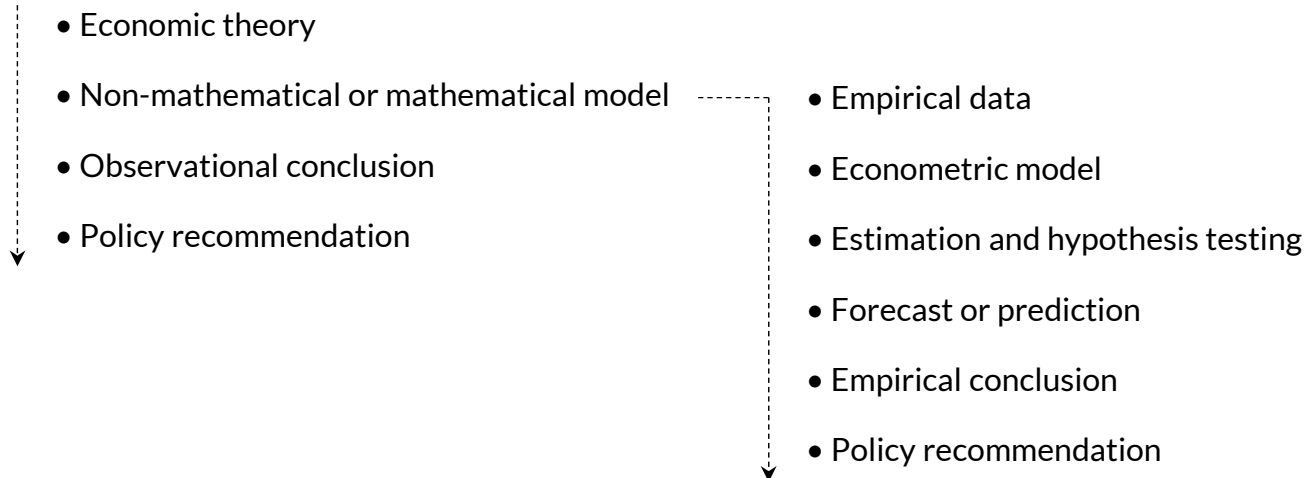 • Economic theory
• Non-mathematical or mathematical model
• Observational conclusion
• Policy recommendation
• Empirical data
• Econometric model
• Estimation and hypothesis testing
• Forecast or prediction
• Empirical conclusion
• Policy recommendation